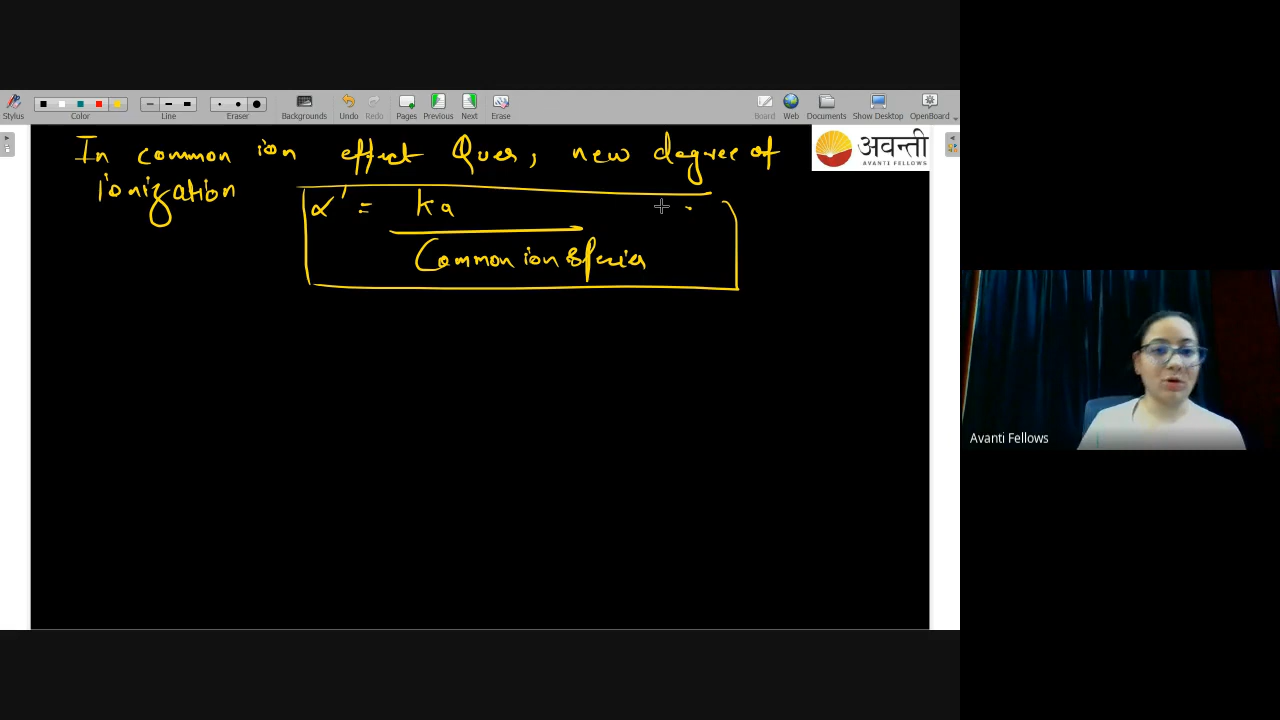 Stylus
Color
Line
Eraser
Backgrounds
Undo
Redo
Pages
Previous
Next
Erase
Board
Web
Documents
Show Desktop
OpenBoard
In common ion effect Ques, new degree of
ionization
α' = ka
Common ion species
अवन्ती
AVANTI FELLOWS
Avanti Fellows